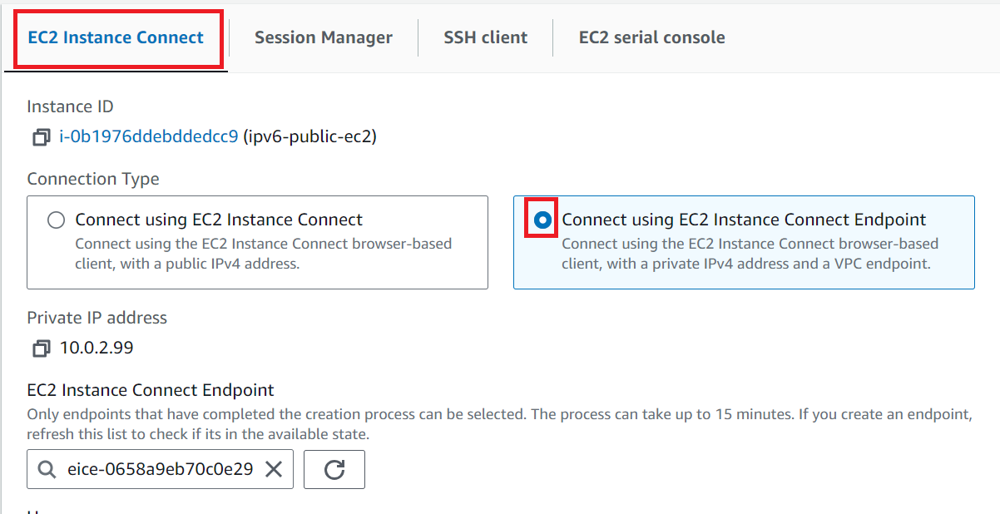 EC2 Instance Connect
Session Manager
SSH client
EC2 serial console
Instance ID
i-0b1976ddebddedcc9 (ipv6-public-ec2)
Connection Type
Connect using EC2 Instance Connect
Connect using the EC2 Instance Connect browser-based
client, with a public IPv4 address.
Connect using EC2 Instance Connect Endpoint
Connect using the EC2 Instance Connect browser-based
client, with a private IPv4 address and a VPC endpoint.
Private IP address
10.0.2.99
EC2 Instance Connect Endpoint
Only endpoints that have completed the creation process can be selected. The process can take up to 15 minutes. If you create an endpoint,
refresh this list to check if its in the available state.
eice-0658a9eb70c0e29